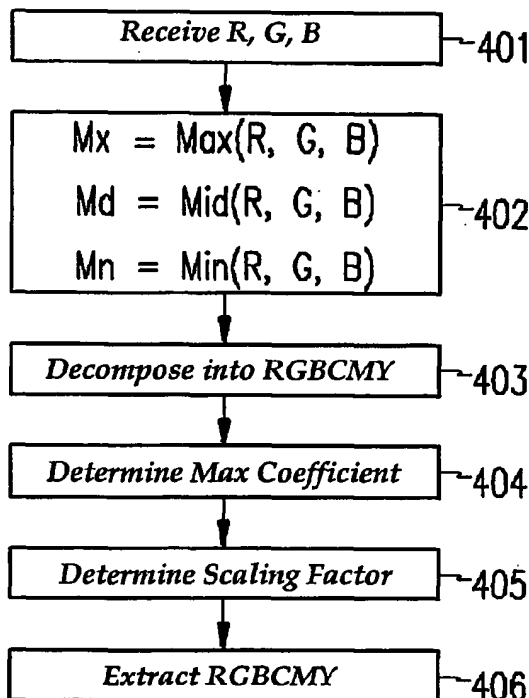 Receive R, G, B
401
Mx = Max(R, G, B)
Md = Mid(R, G, B)
402
Mn = Min(R, G, B)
Decompose into RGBCMY
403
Determine Max Coefficient
404
Determine Scaling Factor
405
Extract RGBCMY
406